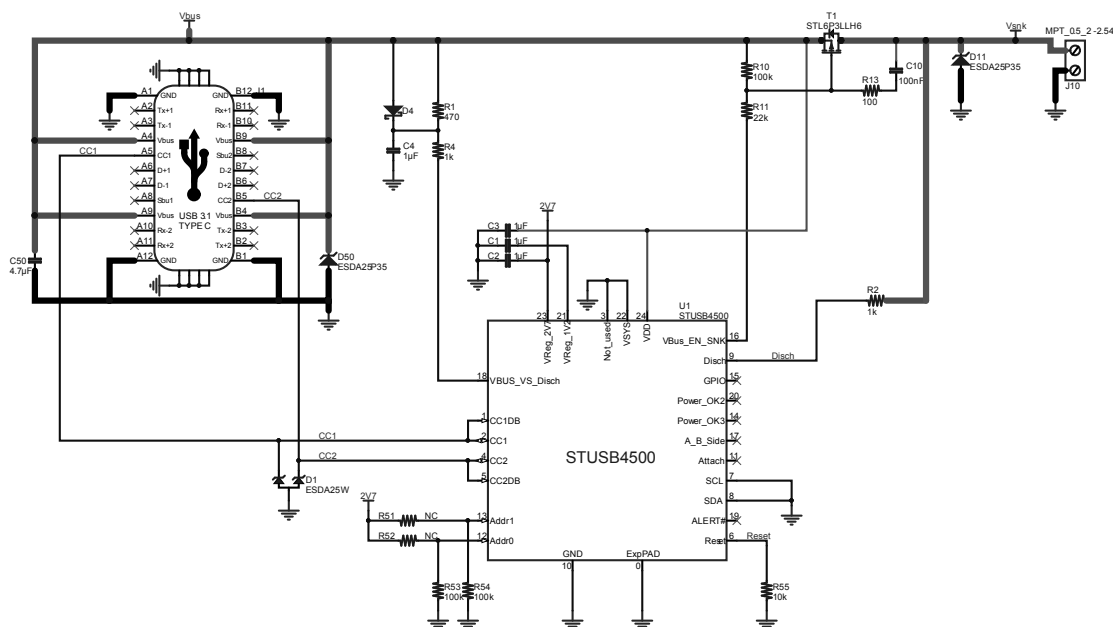 Vbus
T1
STL6P3LLH6
Vsnk
MPT_0.5_2 -2.54
J10
D11
ESDA25P35
R10
100k
C10
100nF
R13
100
R11
22k
D4
R1
470
C4
1µF
R4
1k
J1
A1 GND GND B12
A2 Tx+1 Rx+1 B11
A3 Tx-1 Rx-1 B10
A4 Vbus Vbus B9
CC1 A5 CC1 Sbu2 B8
A6 D+1 D-2 B7
A7 D-1 D+2 B6
A8 Sbu1 CC2 B5 CC2
A9 Vbus Vbus B4
A10 Rx-2 Tx-2 B3
A11 Rx+2 Tx+2 B2
A12 GND GND B1
USB 3.1
TYPE C
C50
4.7µF
D50
ESDA25P35
2V7
C3 1µF
C1 1µF
C2 1µF
R2
1k
U1
STUSB4500
23 VReg_2V7
21 VReg_1V2
3 Not_used
22 VSYS
24 VDD
18 VBUS_VS_Disch
1 CC1DB
CC1 2 CC1
CC2 4 CC2
5 CC2DB
13 Addr1
12 Addr0
STUSB4500
VBus_EN_SNK 16
Disch 9 Disch
GPIO 15
Power_OK2 20
Power_OK3 14
A_B_Side 17
Attach 11
SCL 7
SDA 8
ALERT# 19
Reset 6 Reset
GND
10
ExpPAD
0
D1
ESDA25W
2V7
R51 NC
R52 NC
R53
100k
R54
100k
R55
10k